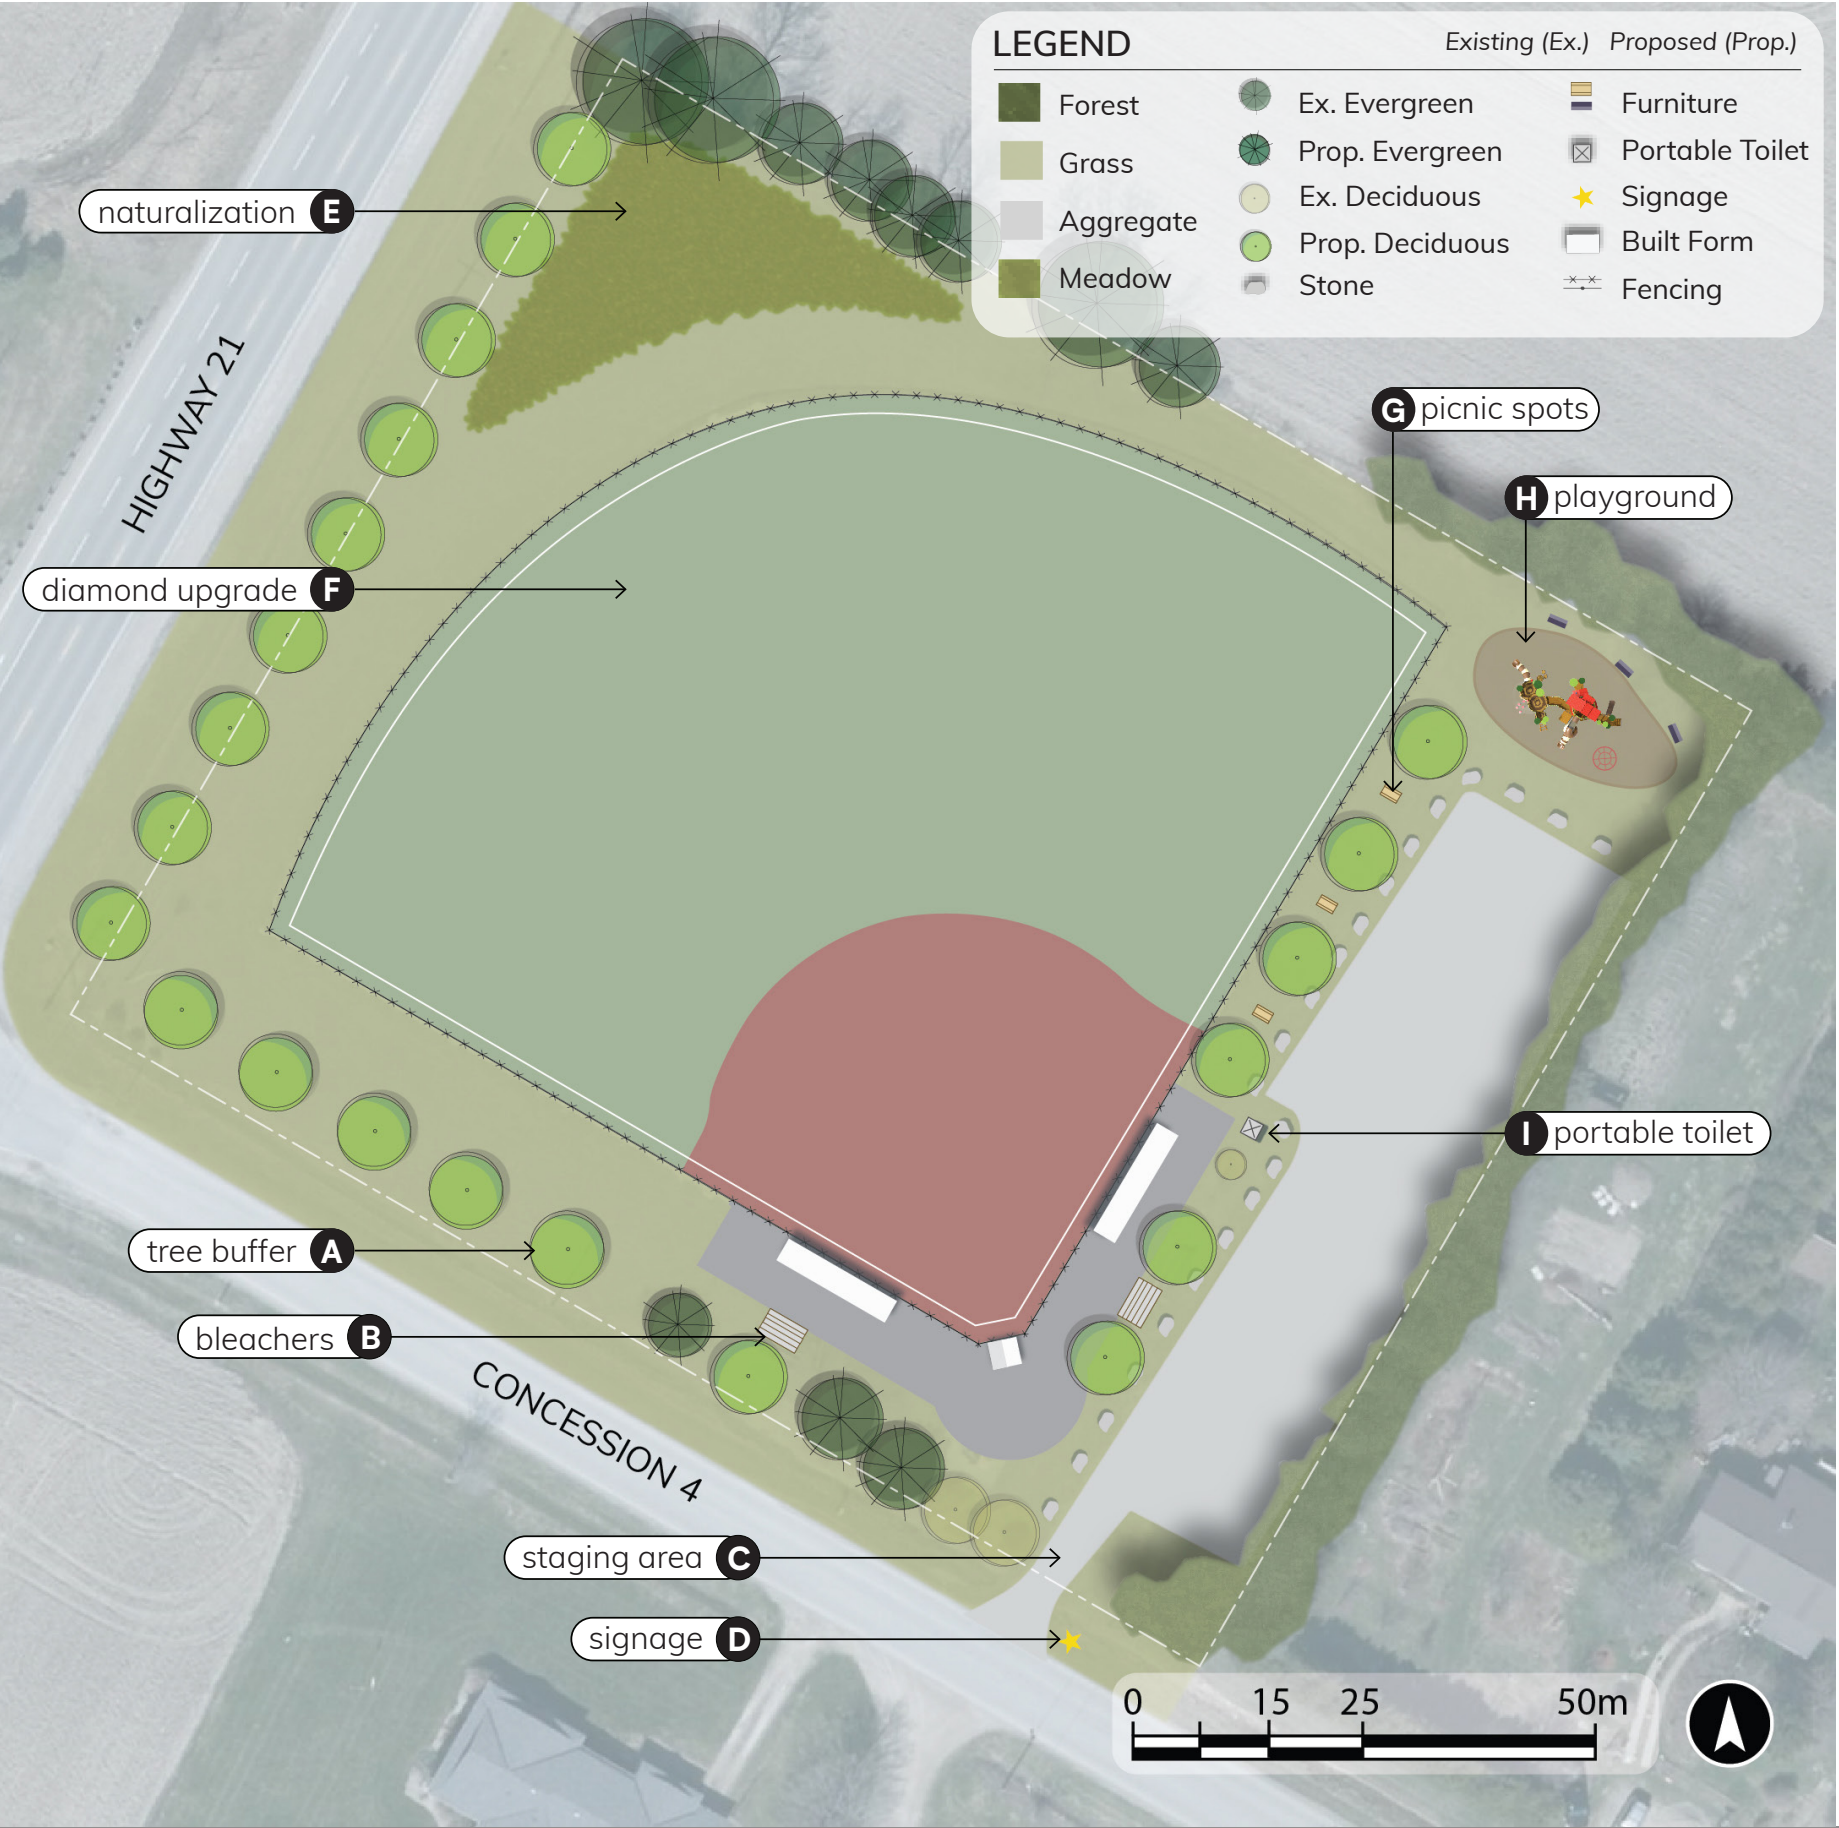 LEGEND
Existing (Ex.) Proposed (Prop.)
Forest
Grass
Aggregate
Meadow
Ex. Evergreen
Prop. Evergreen
Ex. Deciduous
Prop. Deciduous
Stone
Furniture
Portable Toilet
Signage
Built Form
Fencing
naturalization E
HIGHWAY 21
G picnic spots
H playground
diamond upgrade F
I portable toilet
tree buffer A
bleachers B
CONCESSION 4
staging area C
signage D
0 15 25 50m